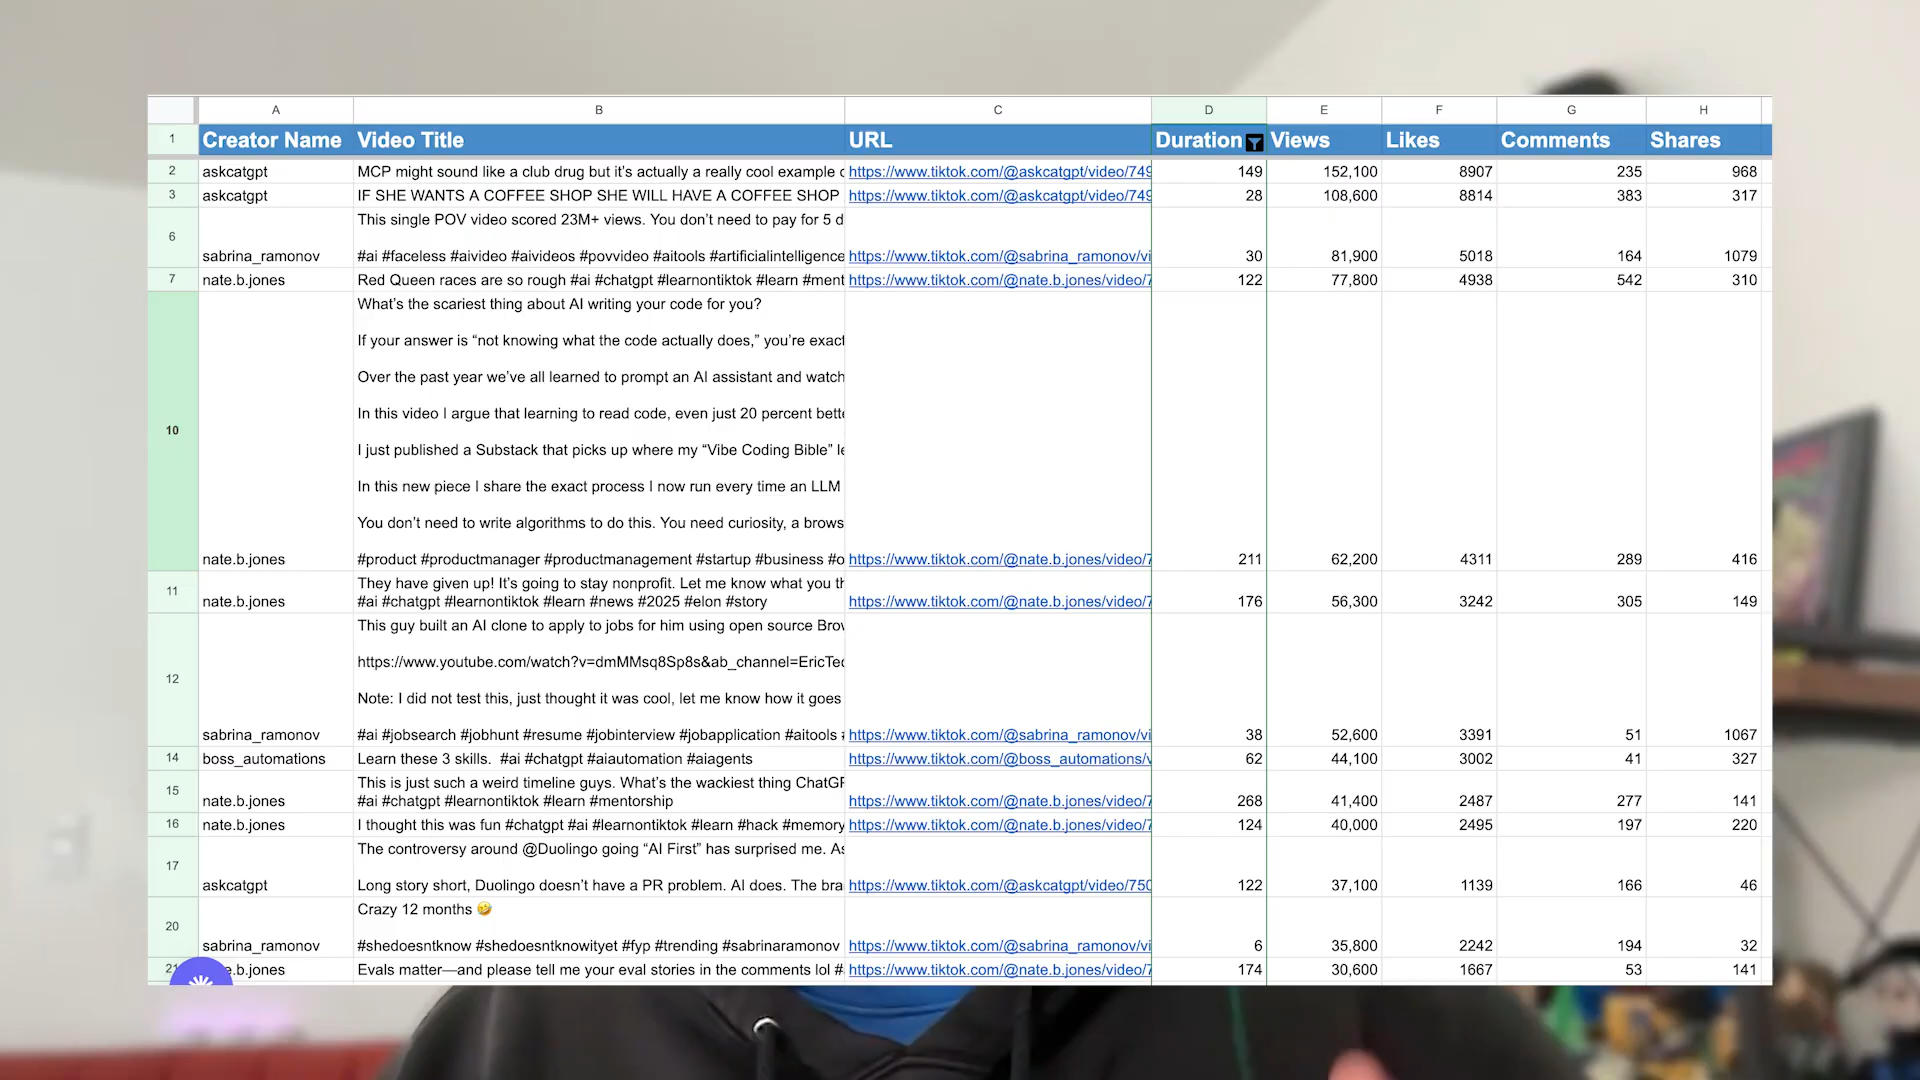 A B C D E F G H
1 Creator Name Video Title URL Duration Views Likes Comments Shares
2 askcatgpt MCP might sound like a club drug but it’s actually a really cool example https://www.tiktok.com/@askcatgpt/video/749 149 152,100 8907 235 968
3 askcatgpt IF SHE WANTS A COFFEE SHOP SHE WILL HAVE A COFFEE SHOP https://www.tiktok.com/@askcatgpt/video/749 28 108,600 8814 383 317
This single POV video scored 23M+ views. You don’t need to pay for 5 d
6
sabrina_ramonov #ai #faceless #aivideo #aivideos #povvideo #aitools #artificialintelligence https://www.tiktok.com/@sabrina_ramonov/vi 30 81,900 5018 164 1079
7 nate.b.jones Red Queen races are so rough #ai #chatgpt #learnontiktok #learn #ment https://www.tiktok.com/@nate.b.jones/video/7 122 77,800 4938 542 310
What’s the scariest thing about AI writing your code for you?
If your answer is “not knowing what the code actually does,” you’re exact
Over the past year we’ve all learned to prompt an AI assistant and watch
In this video I argue that learning to read code, even just 20 percent bette
10
I just published a Substack that picks up where my “Vibe Coding Bible” le
In this new piece I share the exact process I now run every time an LLM
You don’t need to write algorithms to do this. You need curiosity, a brows
nate.b.jones #product #productmanager #productmanagement #startup #business #o https://www.tiktok.com/@nate.b.jones/video/7 211 62,200 4311 289 416
They have given up! It’s going to stay nonprofit. Let me know what you th
11
nate.b.jones #ai #chatgpt #learnontiktok #learn #news #2025 #elon #story https://www.tiktok.com/@nate.b.jones/video/7 176 56,300 3242 305 149
This guy built an AI clone to apply to jobs for him using open source Brow
https://www.youtube.com/watch?v=dmMMsq8Sp8s&ab_channel=EricTec
12
Note: I did not test this, just thought it was cool, let me know how it goes
sabrina_ramonov #ai #jobsearch #jobhunt #resume #jobinterview #jobapplication #aitools https://www.tiktok.com/@sabrina_ramonov/vi 38 52,600 3391 51 1067
14 boss_automations Learn these 3 skills. #ai #chatgpt #aiautomation #aiagents https://www.tiktok.com/@boss_automations/v 62 44,100 3002 41 327
This is just such a weird timeline guys. What’s the wackiest thing ChatGP
15
nate.b.jones #ai #chatgpt #learnontiktok #learn #mentorship https://www.tiktok.com/@nate.b.jones/video/7 268 41,400 2487 277 141
16 nate.b.jones I thought this was fun #chatgpt #ai #learnontiktok #learn #hack #memory https://www.tiktok.com/@nate.b.jones/video/7 124 40,000 2495 197 220
The controversy around @Duolingo going “AI First” has surprised me. As
17
askcatgpt Long story short, Duolingo doesn’t have a PR problem. AI does. The bra https://www.tiktok.com/@askcatgpt/video/750 122 37,100 1139 166 46
Crazy 12 months 🤣
20
sabrina_ramonov #shedoesntknow #shedoesntknowityet #fyp #trending #sabrinaramonov https://www.tiktok.com/@sabrina_ramonov/vi 6 35,800 2242 194 32
21 e.b.jones Evals matter—and please tell me your eval stories in the comments lol # https://www.tiktok.com/@nate.b.jones/video/7 174 30,600 1667 53 141